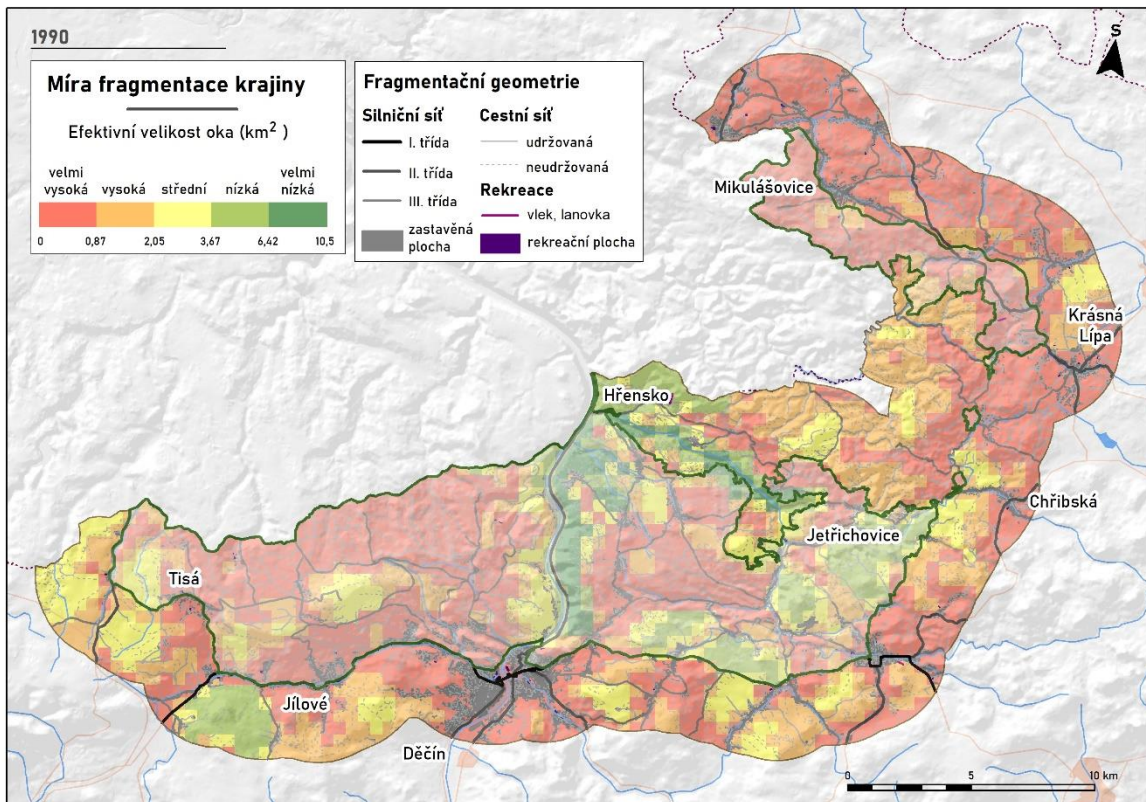 1990
S
Míra fragmentace krajiny
Efektivní velikost oka (km²)
velmi vysoká
vysoká
střední
nízká
velmi nízká
0
0,87
2,05
3,67
6,42
10,5
Fragmentační geometrie
Silniční síť
I. třída
II. třída
III. třída
zastavěná plocha
Cestní síť
udržovaná
neudržovaná
Rekreace
vlek, lanovka
rekreační plocha
Mikulášovice
Krásná Lípa
Hřensko
Chřibská
Jetřichovice
Tisá
Jílové
Děčín
0
5
10 km